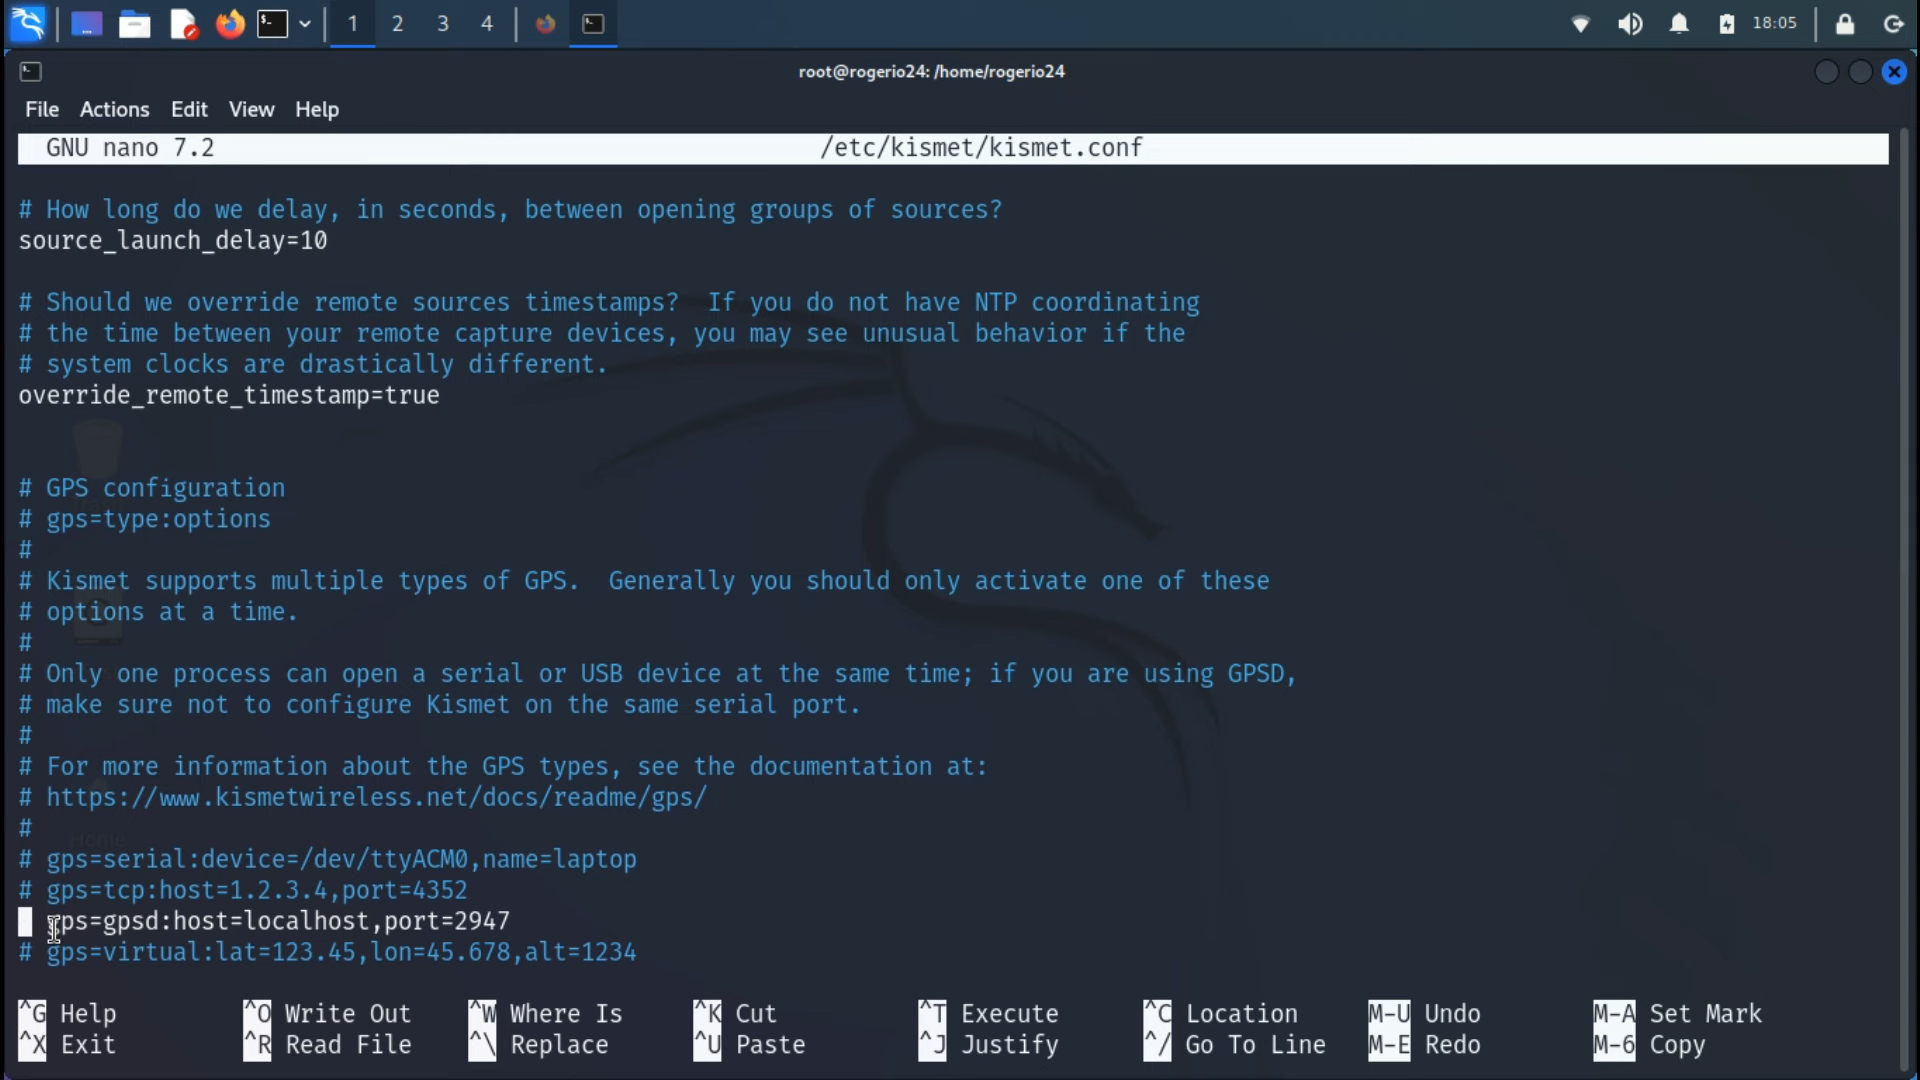 1 2 3 4
18:05
root@rogerio24: /home/rogerio24
File Actions Edit View Help
GNU nano 7.2 /etc/kismet/kismet.conf
# How long do we delay, in seconds, between opening groups of sources?
source_launch_delay=10
# Should we override remote sources timestamps?  If you do not have NTP coordinating
# the time between your remote capture devices, you may see unusual behavior if the
# system clocks are drastically different.
override_remote_timestamp=true
# GPS configuration
# gps=type:options
#
# Kismet supports multiple types of GPS.  Generally you should only activate one of these
# options at a time.
#
# Only one process can open a serial or USB device at the same time; if you are using GPSD,
# make sure not to configure Kismet on the same serial port.
#
# For more information about the GPS types, see the documentation at:
# https://www.kismetwireless.net/docs/readme/gps/
#
# gps=serial:device=/dev/ttyACM0,name=laptop
# gps=tcp:host=1.2.3.4,port=4352
gps=gpsd:host=localhost,port=2947
# gps=virtual:lat=123.45,lon=45.678,alt=1234
^G Help ^O Write Out ^W Where Is ^K Cut ^T Execute ^C Location M-U Undo M-A Set Mark
^X Exit ^R Read File ^\ Replace ^U Paste ^J Justify ^/ Go To Line M-E Redo M-6 Copy